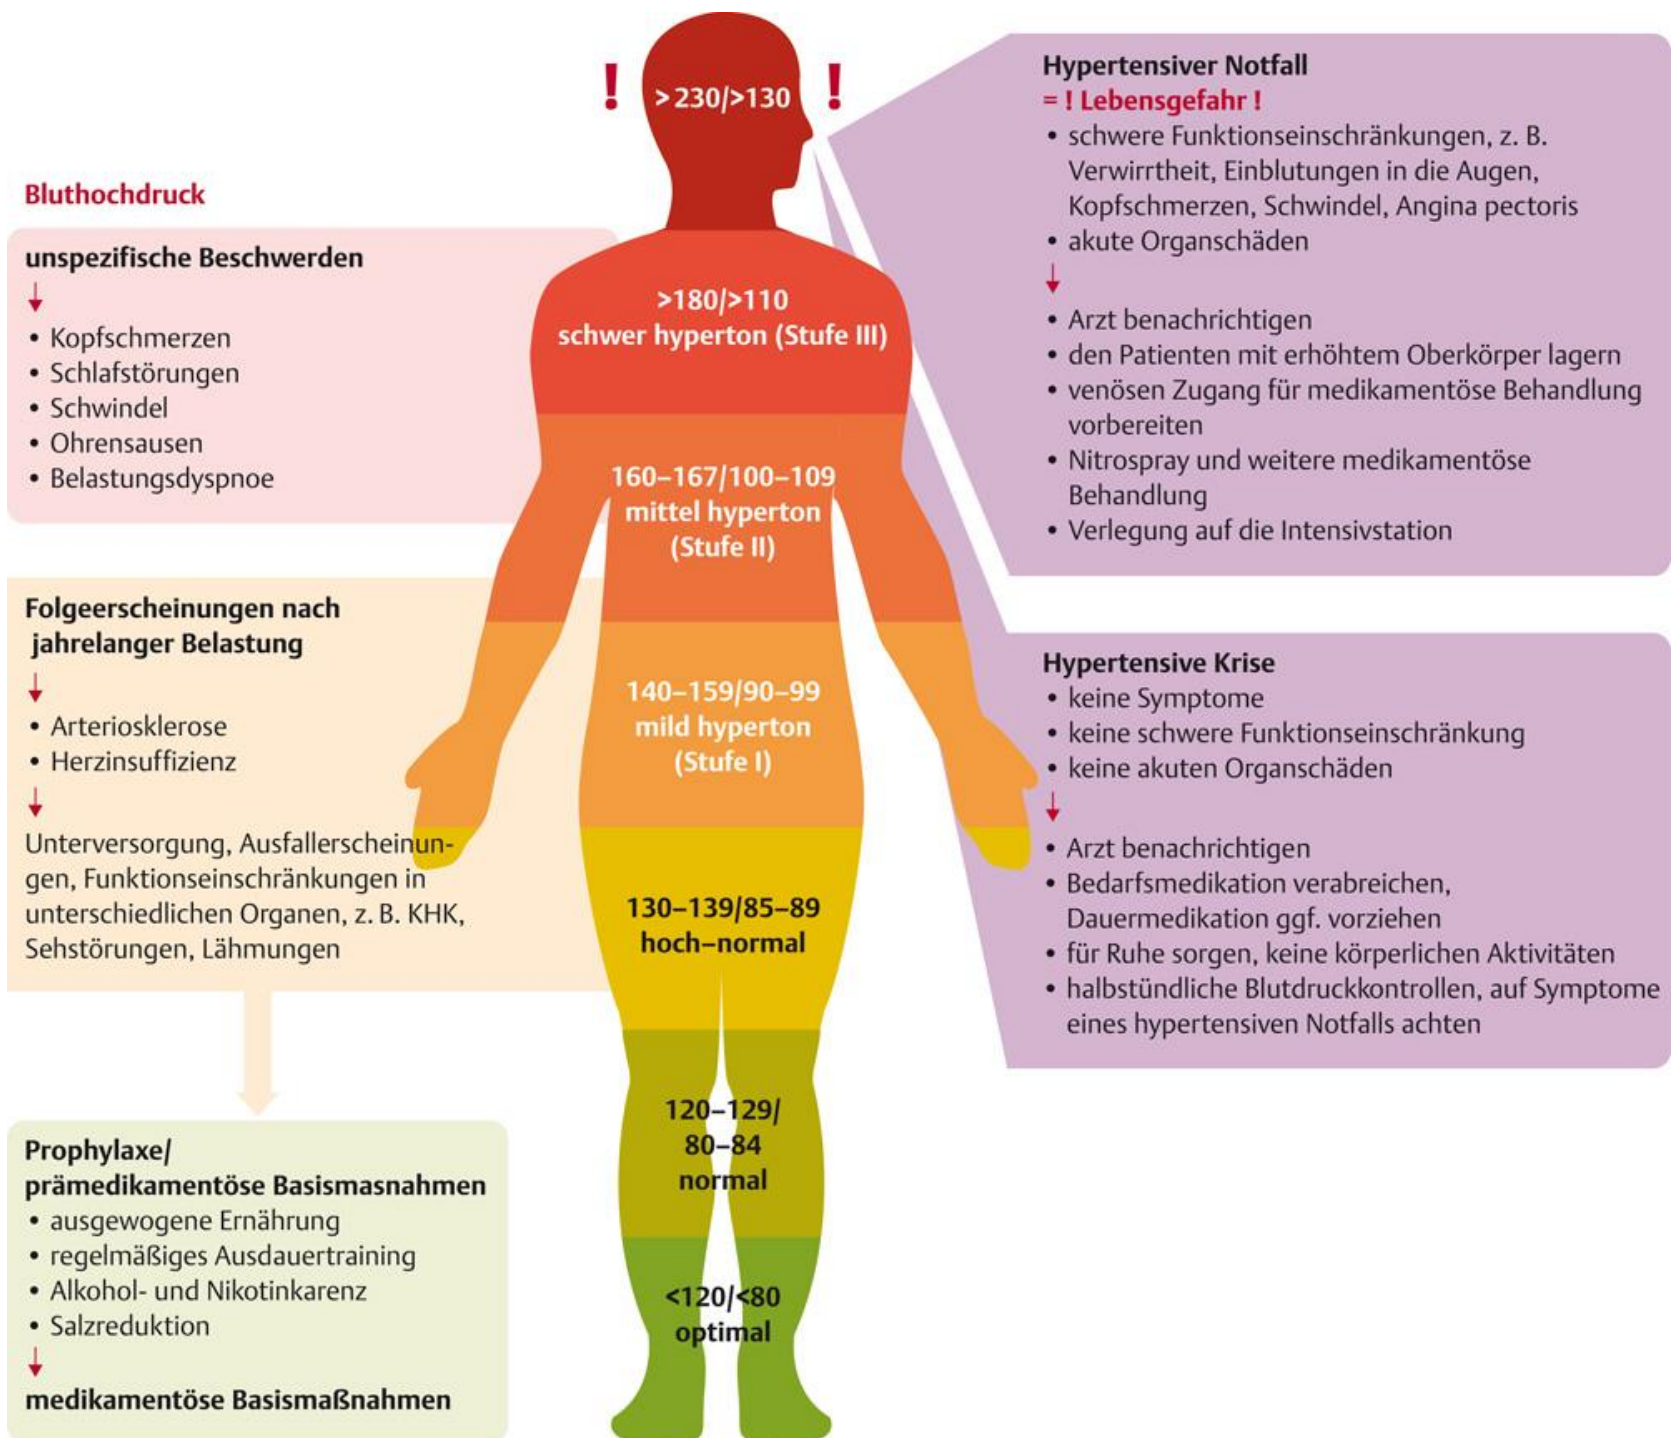 Bluthochdruck
unspezifische Beschwerden
↓
• Kopfschmerzen
• Schlafstörungen
• Schwindel
• Ohrensausen
• Belastungsdyspnoe
Folgeerscheinungen nach
jahrelanger Belastung
↓
• Arteriosklerose
• Herzinsuffizienz
↓
Unterversorgung, Ausfallerscheinun-
gen, Funktionseinschränkungen in
unterschiedlichen Organen, z. B. KHK,
Sehstörungen, Lähmungen
Prophylaxe/
prämedikamentöse Basismasnahmen
• ausgewogene Ernährung
• regelmäßiges Ausdauertraining
• Alkohol- und Nikotinkarenz
• Salzreduktion
↓
medikamentöse Basismaßnahmen
! >230/>130 !
>180/>110
schwer hyperton (Stufe III)
160–167/100–109
mittel hyperton
(Stufe II)
140–159/90–99
mild hyperton
(Stufe I)
130–139/85–89
hoch–normal
120–129/
80–84
normal
<120/<80
optimal
Hypertensiver Notfall
= ! Lebensgefahr !
• schwere Funktionseinschränkungen, z. B.
Verwirrtheit, Einblutungen in die Augen,
Kopfschmerzen, Schwindel, Angina pectoris
• akute Organschäden
↓
• Arzt benachrichtigen
• den Patienten mit erhöhtem Oberkörper lagern
• venösen Zugang für medikamentöse Behandlung
vorbereiten
• Nitrospray und weitere medikamentöse
Behandlung
• Verlegung auf die Intensivstation
Hypertensive Krise
• keine Symptome
• keine schwere Funktionseinschränkung
• keine akuten Organschäden
↓
• Arzt benachrichtigen
• Bedarfsmedikation verabreichen,
Dauermedikation ggf. vorziehen
• für Ruhe sorgen, keine körperlichen Aktivitäten
• halbstündliche Blutdruckkontrollen, auf Symptome
eines hypertensiven Notfalls achten